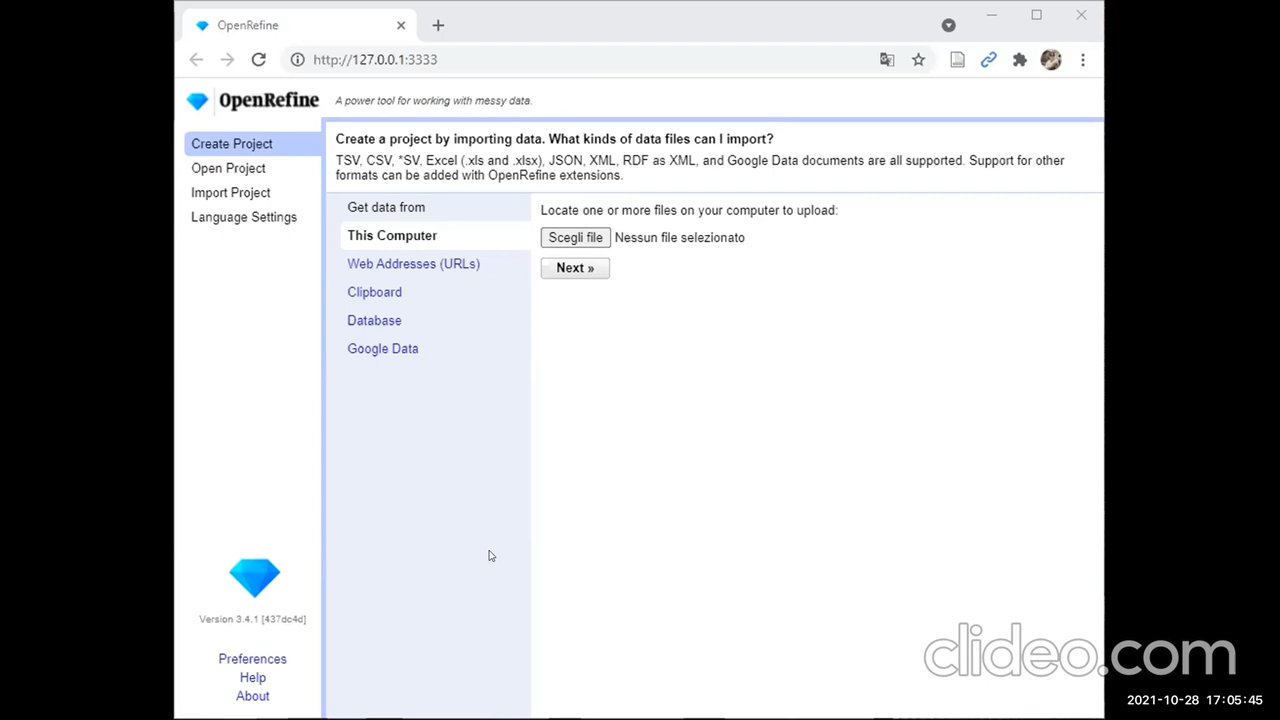 OpenRefine
http://127.0.0.1:3333
OpenRefine A power tool for working with messy data.
Create Project
Open Project
Import Project
Language Settings
Create a project by importing data. What kinds of data files can I import?
TSV, CSV, *SV, Excel (.xls and .xlsx), JSON, XML, RDF as XML, and Google Data documents are all supported. Support for other
formats can be added with OpenRefine extensions.
Get data from
This Computer
Web Addresses (URLs)
Clipboard
Database
Google Data
Locate one or more files on your computer to upload:
Scegli file Nessun file selezionato
Next »
Version 3.4.1 [437dc4d]
Preferences
Help
About
clideo.com
2021-10-28 17:05:45